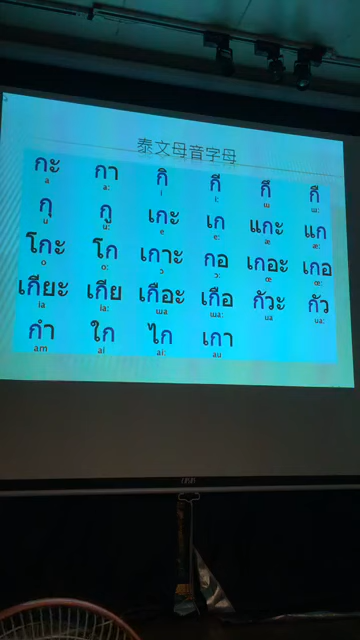 泰文母音字母
กะ กา กิ กี กึ กื
a a: i i: ɯ ɯ:
กุ กู เกะ เก แกะ แก
u u: e e: æ æ:
โกะ โก เกาะ กอ เกอะ เกอ
o o: ɔ ɔ: œ œ:
เกียะ เกีย เกือะ เกือ กัวะ กัว
ia ia: ɯa ɯa: ua ua:
กำ ใก ไก เกา
am ai ai: au